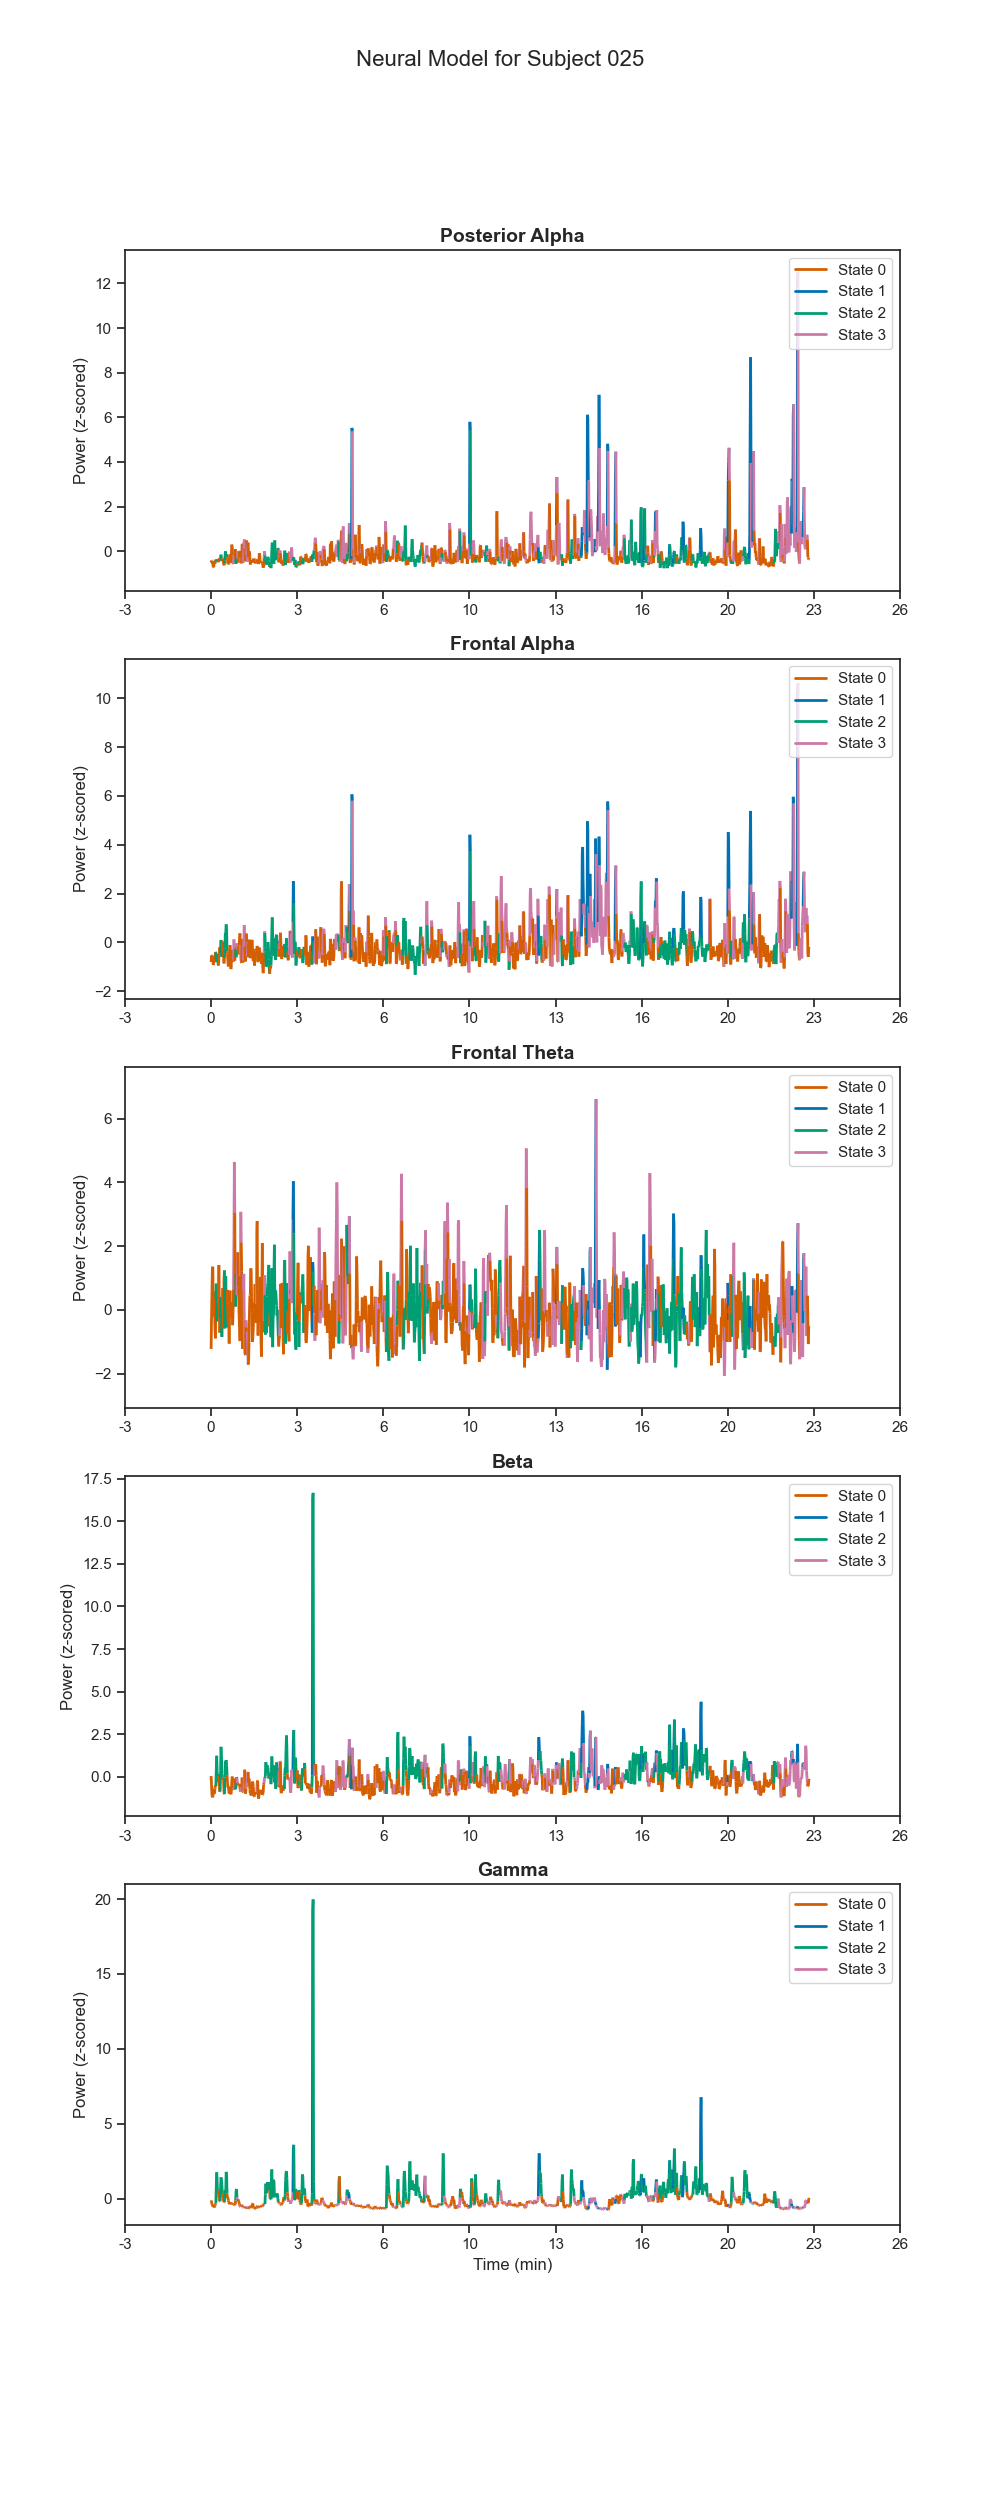 Neural Model for Subject 025
Posterior Alpha
Power (z-scored)
12
10
8
6
4
2
0
State 0
State 1
State 2
State 3
-3 0 3 6 10 13 16 20 23 26
Frontal Alpha
Power (z-scored)
10
8
6
4
2
0
−2
State 0
State 1
State 2
State 3
-3 0 3 6 10 13 16 20 23 26
Frontal Theta
Power (z-scored)
6
4
2
0
−2
State 0
State 1
State 2
State 3
-3 0 3 6 10 13 16 20 23 26
Beta
Power (z-scored)
17.5
15.0
12.5
10.0
7.5
5.0
2.5
0.0
State 0
State 1
State 2
State 3
-3 0 3 6 10 13 16 20 23 26
Gamma
Power (z-scored)
20
15
10
5
0
State 0
State 1
State 2
State 3
-3 0 3 6 10 13 16 20 23 26
Time (min)